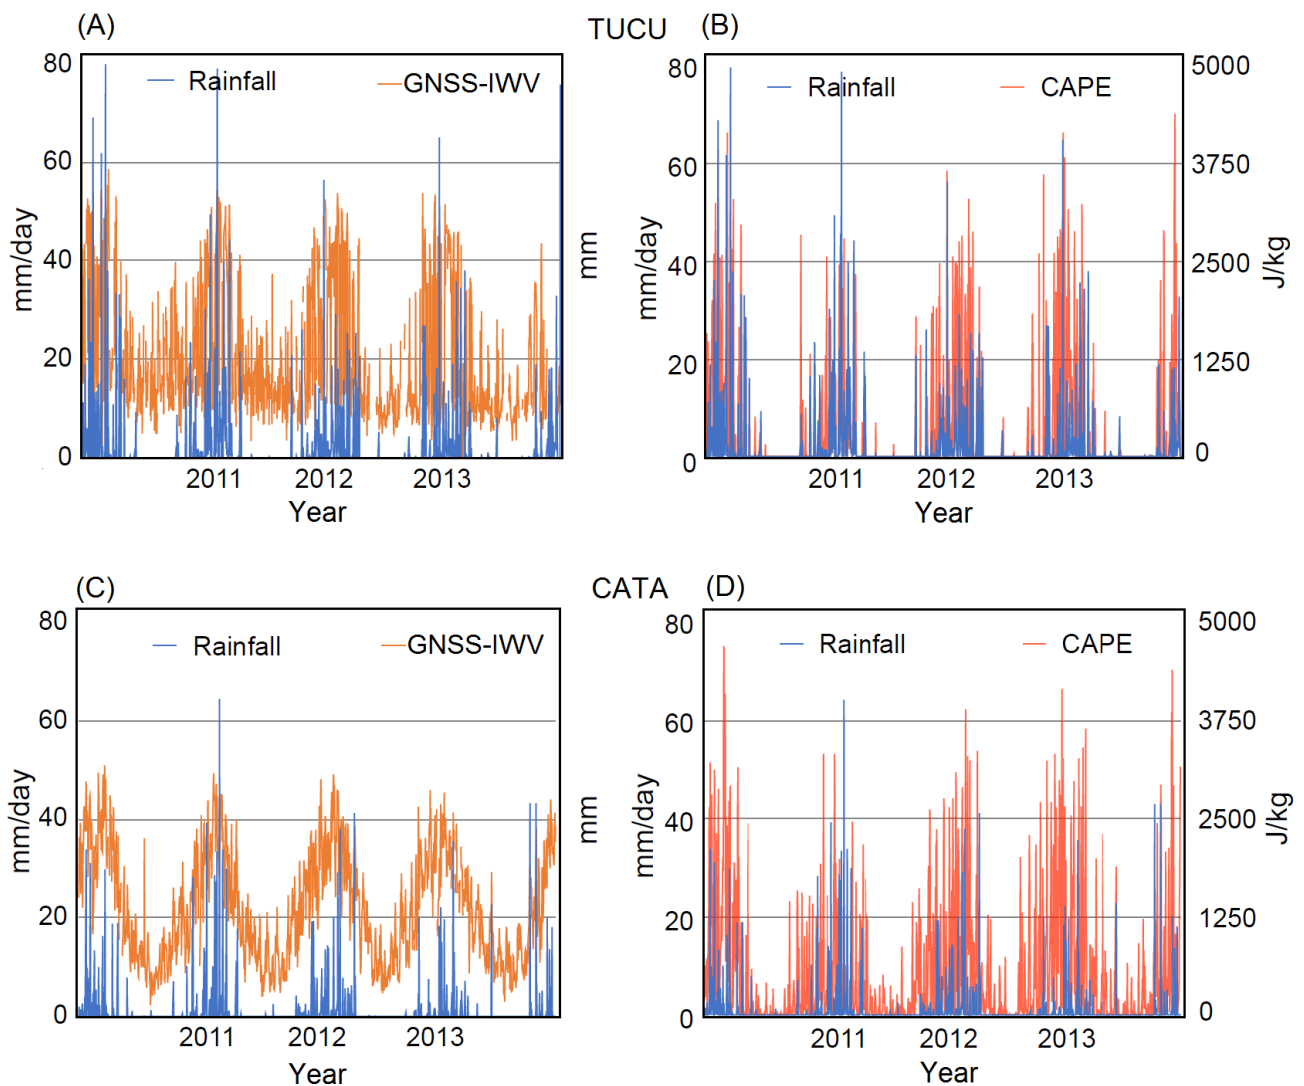 (A)
TUCU
(B)
Rainfall
GNSS-IWV
80
60
40
20
0
mm/day
mm
2011
2012
2013
Year
Rainfall
CAPE
80
60
40
20
0
mm/day
5000
3750
2500
1250
0
J/kg
2011
2012
2013
Year
(C)
CATA
(D)
Rainfall
GNSS-IWV
80
60
40
20
0
mm/day
mm
2011
2012
2013
Year
Rainfall
CAPE
80
60
40
20
0
mm/day
5000
3750
2500
1250
0
J/kg
2011
2012
2013
Year